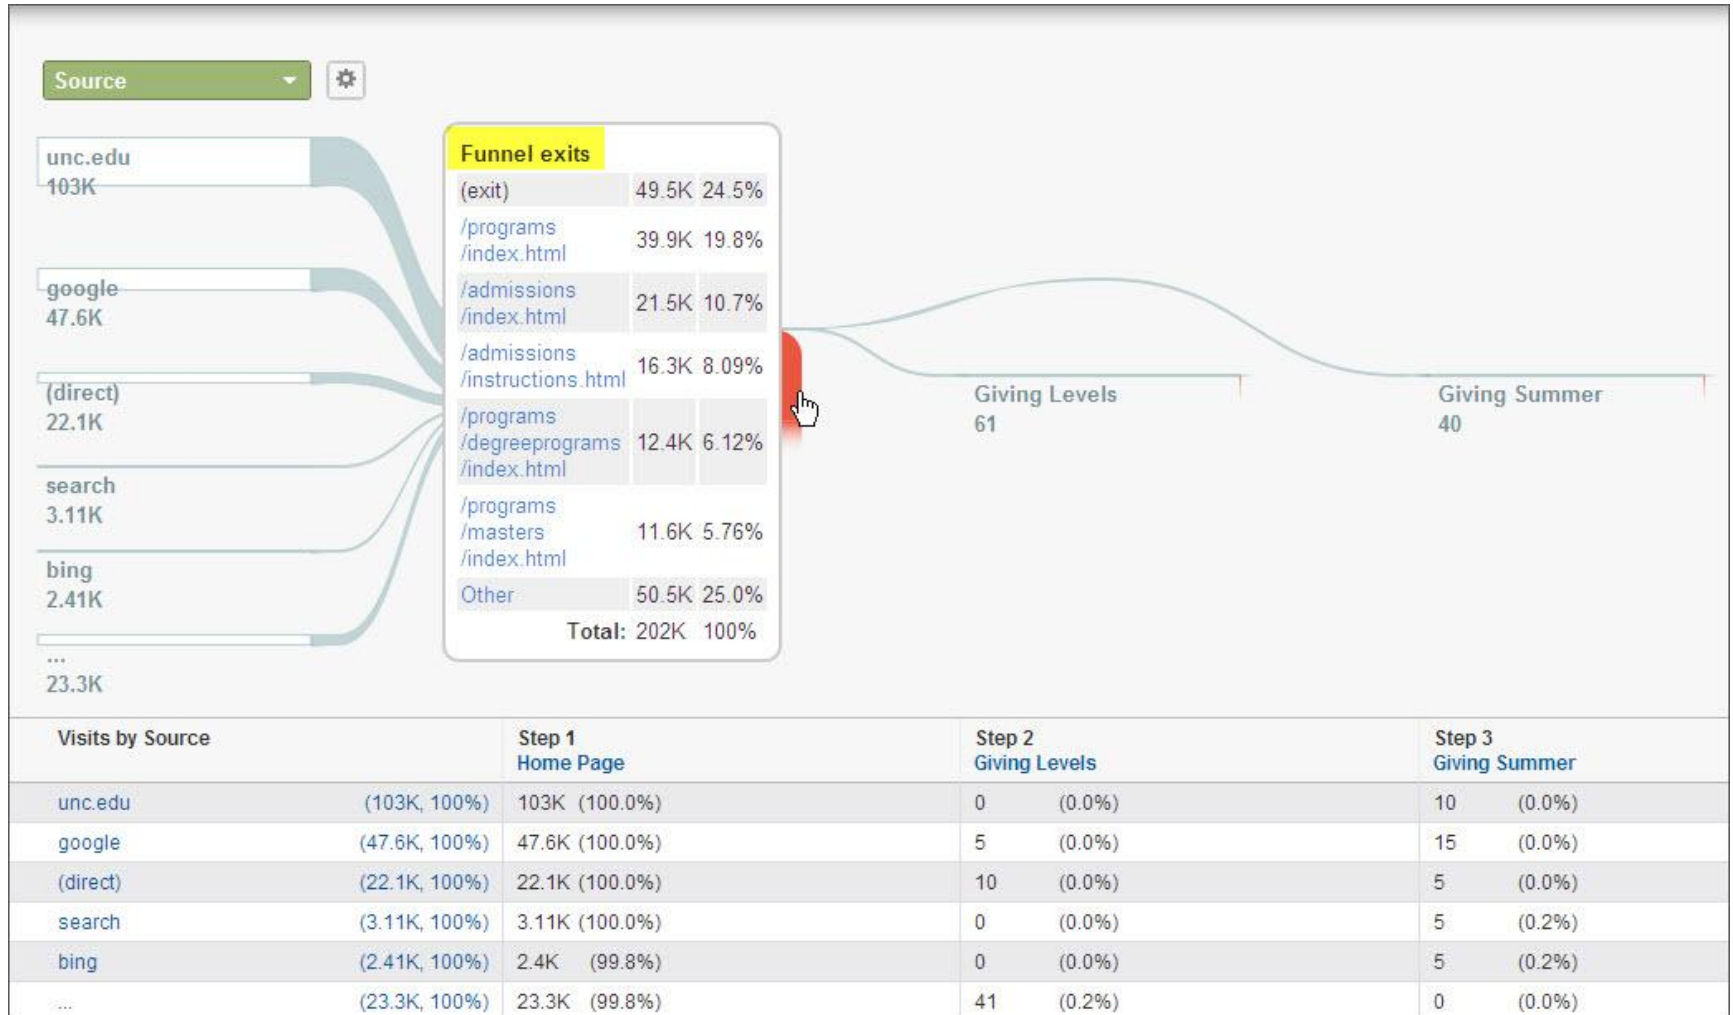 Source
unc.edu
103K
google
47.6K
(direct)
22.1K
search
3.11K
bing
2.41K
...
23.3K
Funnel exits
(exit) 49.5K 24.5%
/programs
/index.html 39.9K 19.8%
/admissions
/index.html 21.5K 10.7%
/admissions
/instructions.html 16.3K 8.09%
/programs
/degreeprograms 12.4K 6.12%
/index.html
/programs
/masters 11.6K 5.76%
/index.html
Other 50.5K 25.0%
Total: 202K 100%
Giving Levels
61
Giving Summer
40
Visits by Source Step 1 Step 2 Step 3
Home Page Giving Levels Giving Summer
unc.edu (103K, 100%) 103K (100.0%) 0 (0.0%) 10 (0.0%)
google (47.6K, 100%) 47.6K (100.0%) 5 (0.0%) 15 (0.0%)
(direct) (22.1K, 100%) 22.1K (100.0%) 10 (0.0%) 5 (0.0%)
search (3.11K, 100%) 3.11K (100.0%) 0 (0.0%) 5 (0.2%)
bing (2.41K, 100%) 2.4K (99.8%) 0 (0.0%) 5 (0.2%)
... (23.3K, 100%) 23.3K (99.8%) 41 (0.2%) 0 (0.0%)